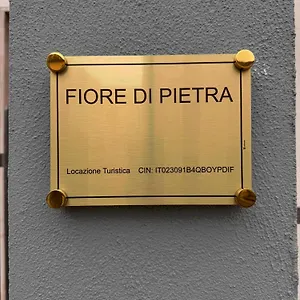 FIORE DI PIETRA
Locazione Turistica CIN: IT023091B4QBOYPDIF